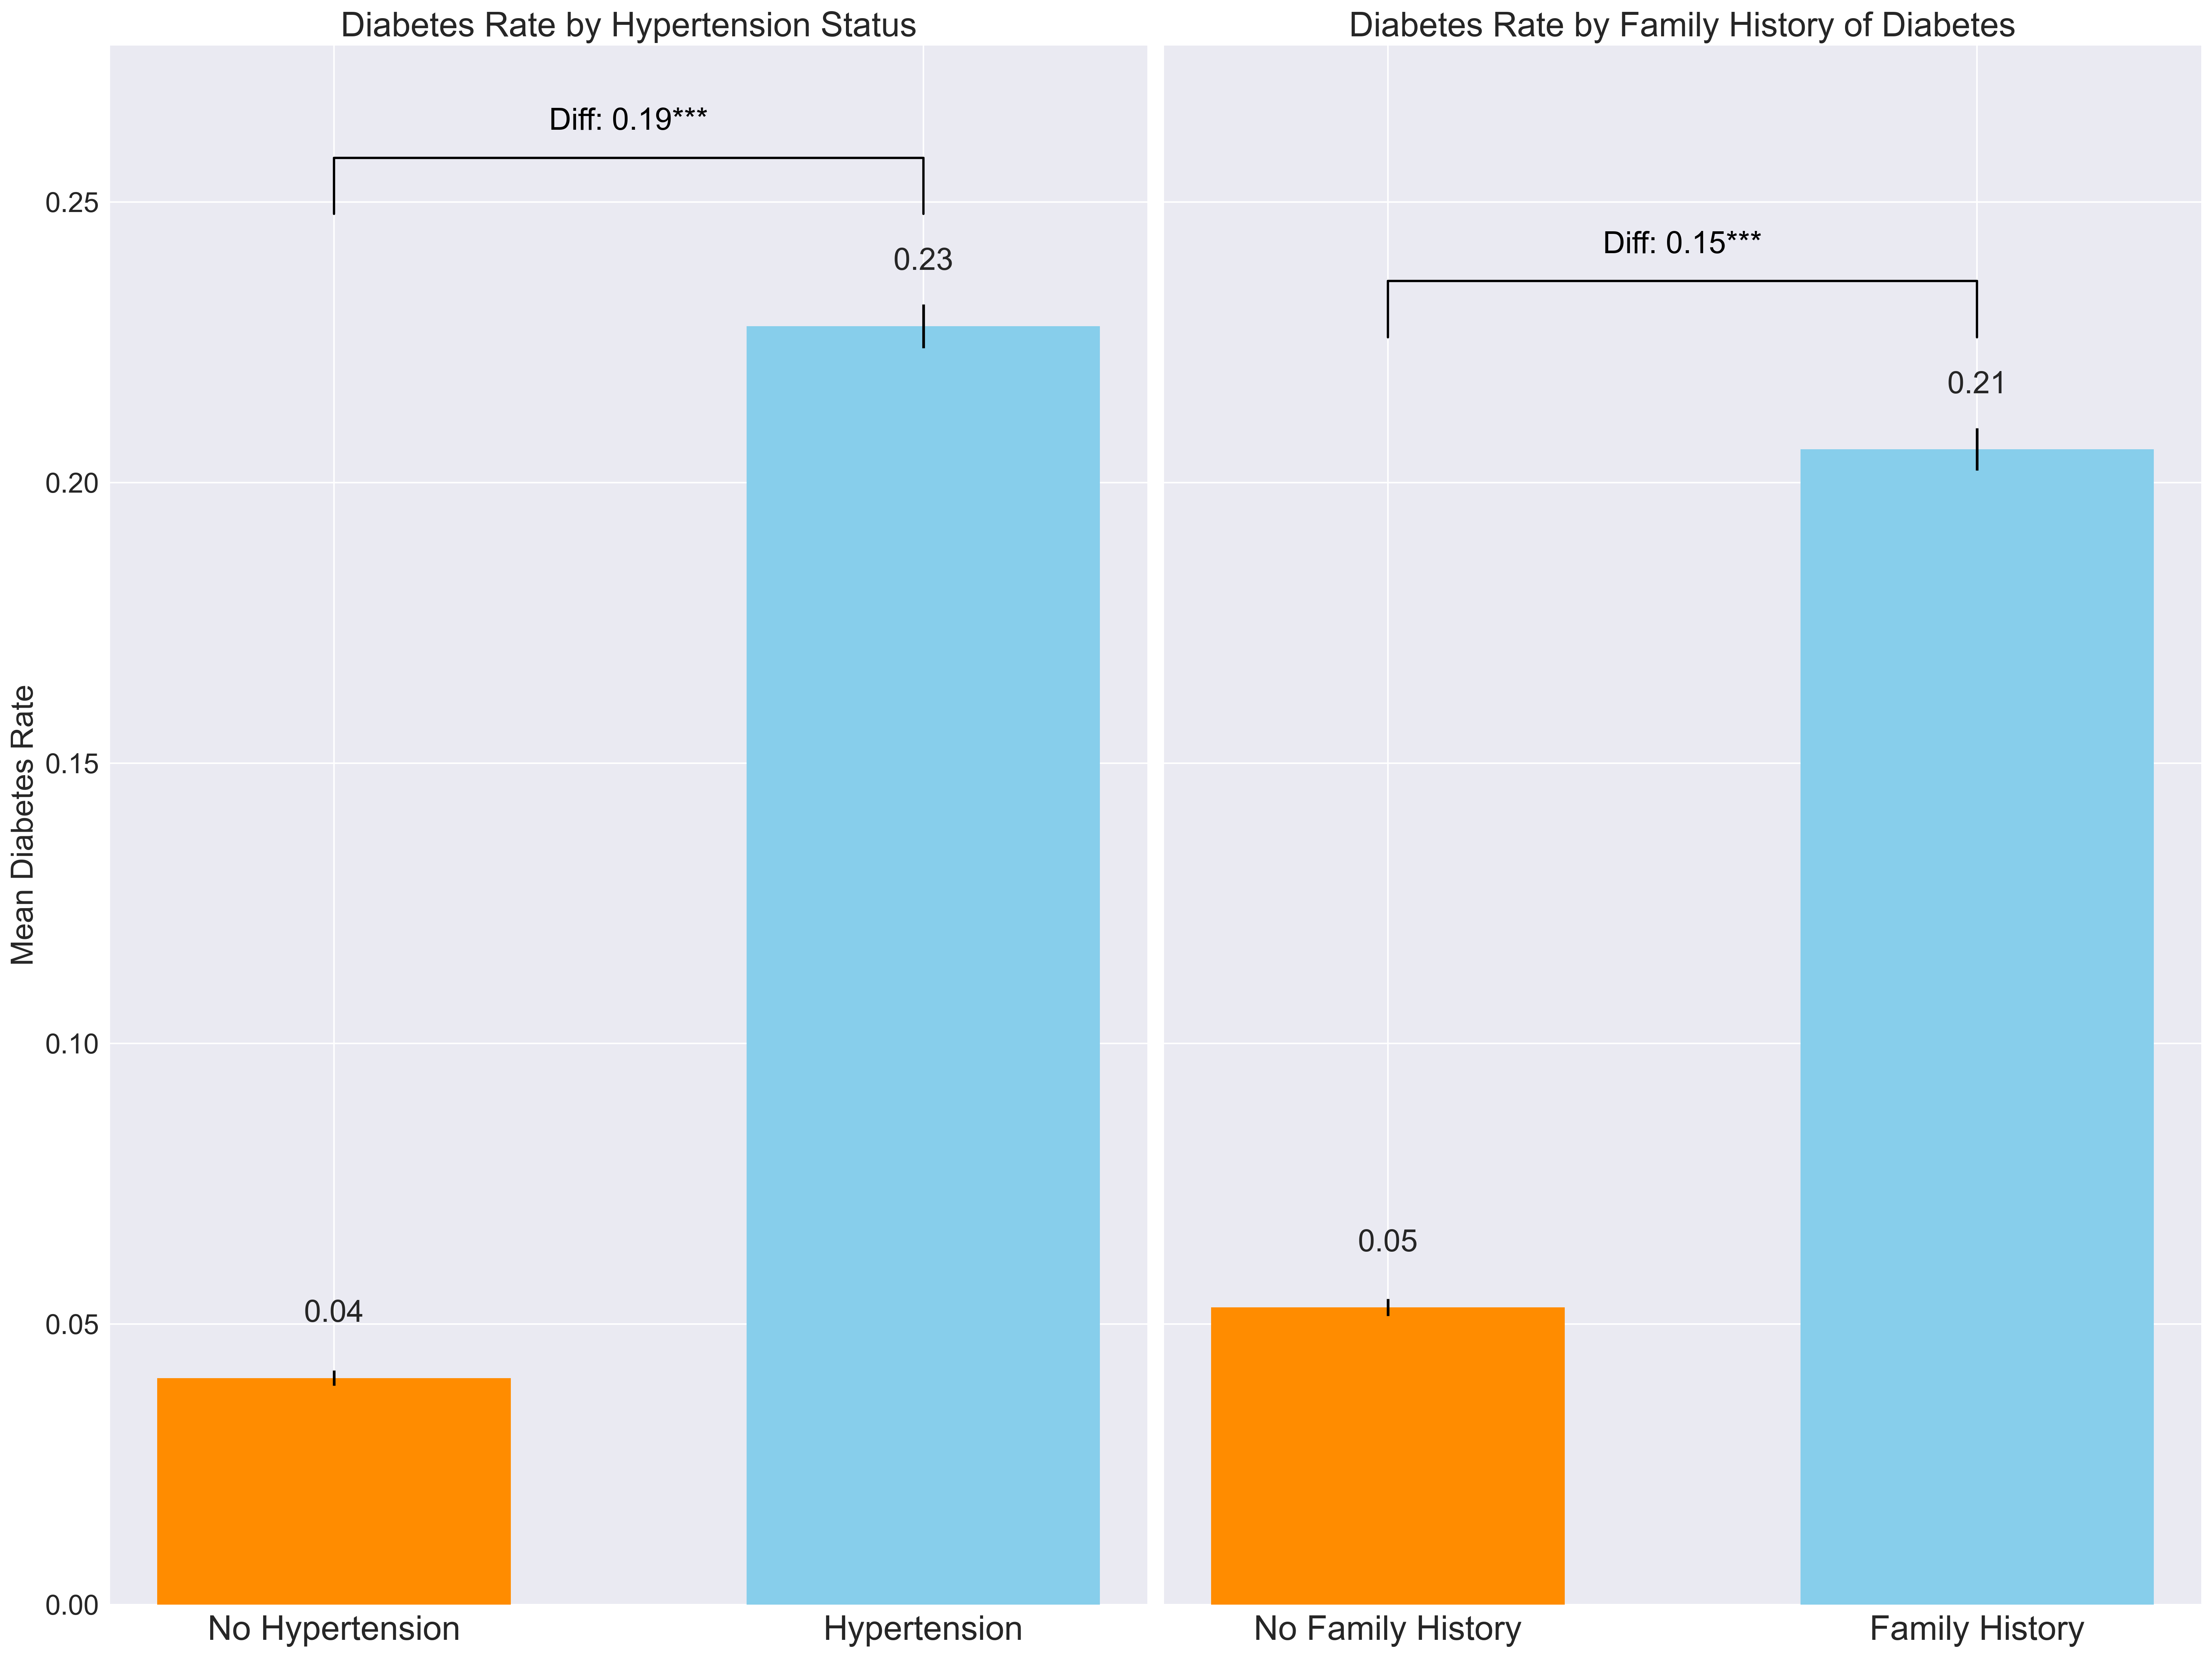 Diabetes Rate by Hypertension Status
Diff: 0.19***
0.23
0.04
0.25
0.20
0.15
0.10
0.05
0.00
Mean Diabetes Rate
No Hypertension
Hypertension
Diabetes Rate by Family History of Diabetes
Diff: 0.15***
0.21
0.05
No Family History
Family History